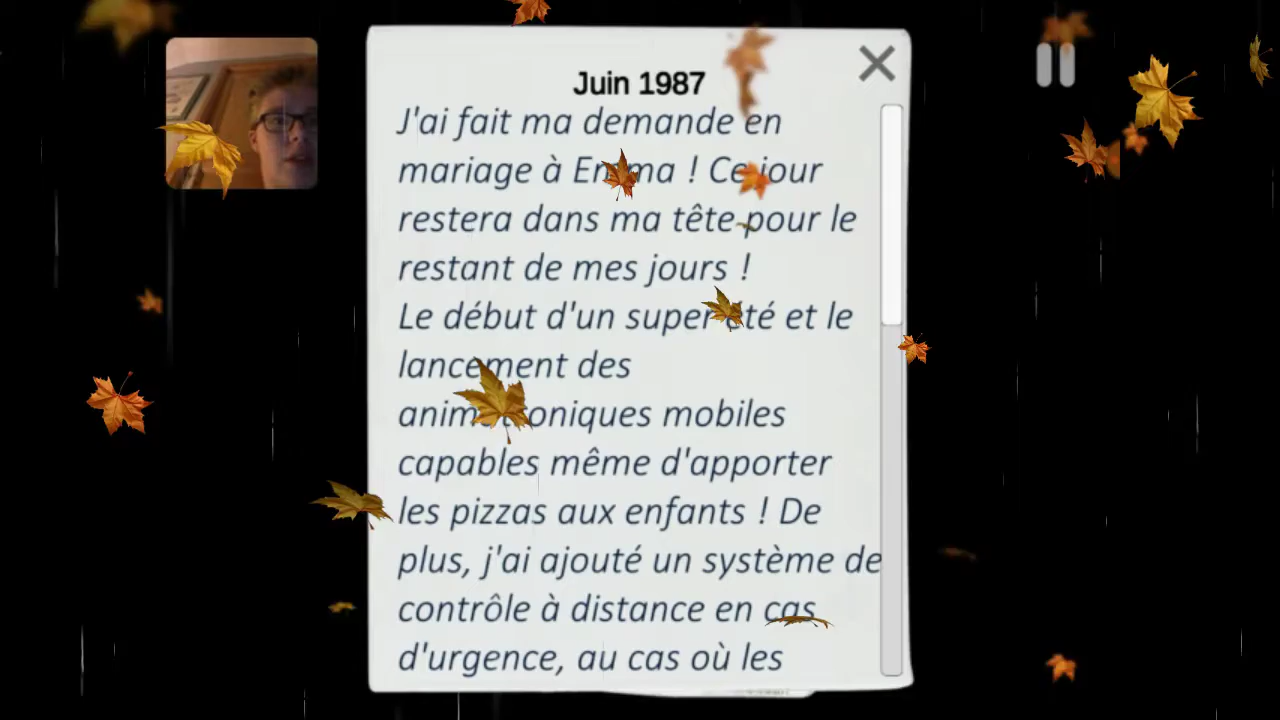 Juin 1987
J'ai fait ma demande en
mariage à Emma ! Ce jour
restera dans ma tête pour le
restant de mes jours !
Le début d'un super été et le
lancement des
animatroniques mobiles
capables même d'apporter
les pizzas aux enfants ! De
plus, j'ai ajouté un système de
contrôle à distance en cas
d'urgence, au cas où les